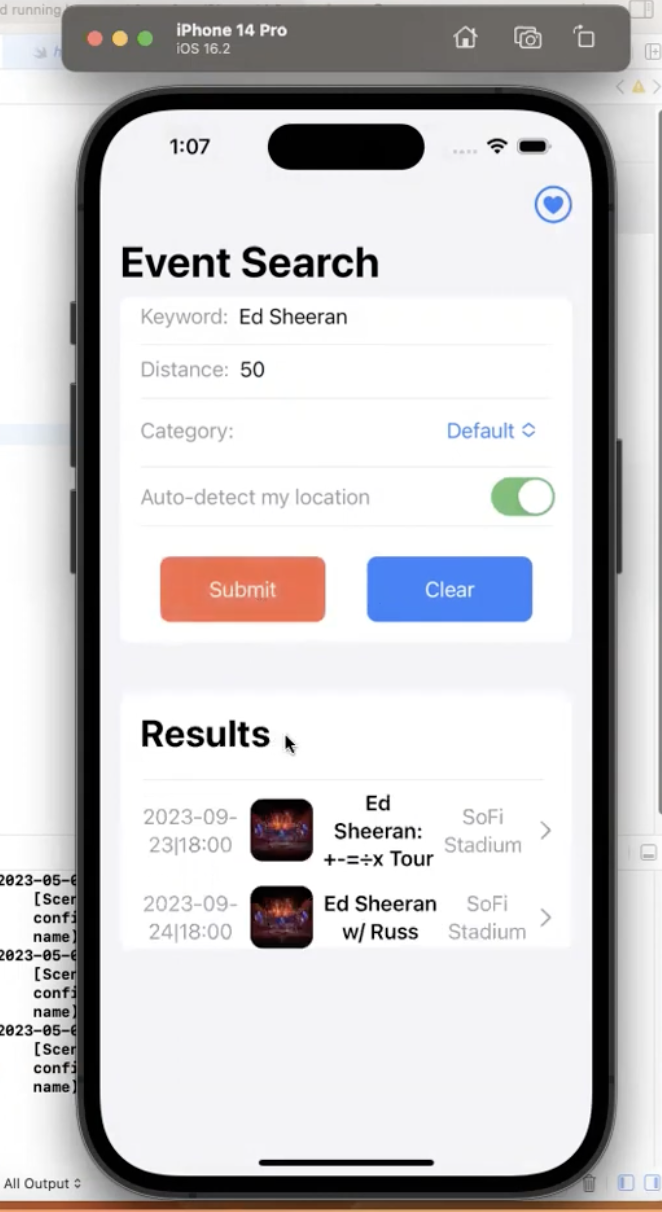 d running
iPhone 14 Pro
iOS 16.2
1:07
Event Search
Keyword: Ed Sheeran
Distance: 50
Category: Default
Auto-detect my location
Submit Clear
Results
2023-09-
23|18:00
Ed
Sheeran:
+-=÷x Tour
SoFi
Stadium
2023-09-
24|18:00
Ed Sheeran
w/ Russ
SoFi
Stadium
2023-05-0
[Scen
confi
name)
2023-05-0
[Scen
confi
name)
2023-05-0
[Scen
confi
name)
All Output